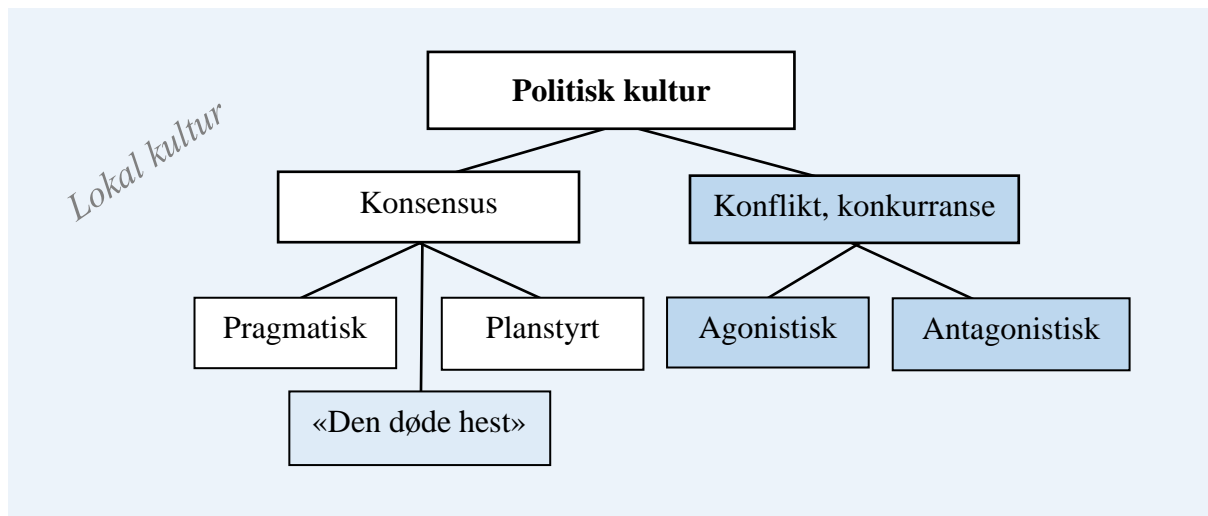 Politisk kultur
Lokal kultur
Konsensus
Konflikt, konkurranse
Pragmatisk
Planstyrt
Agonistisk
Antagonistisk
«Den døde hest»